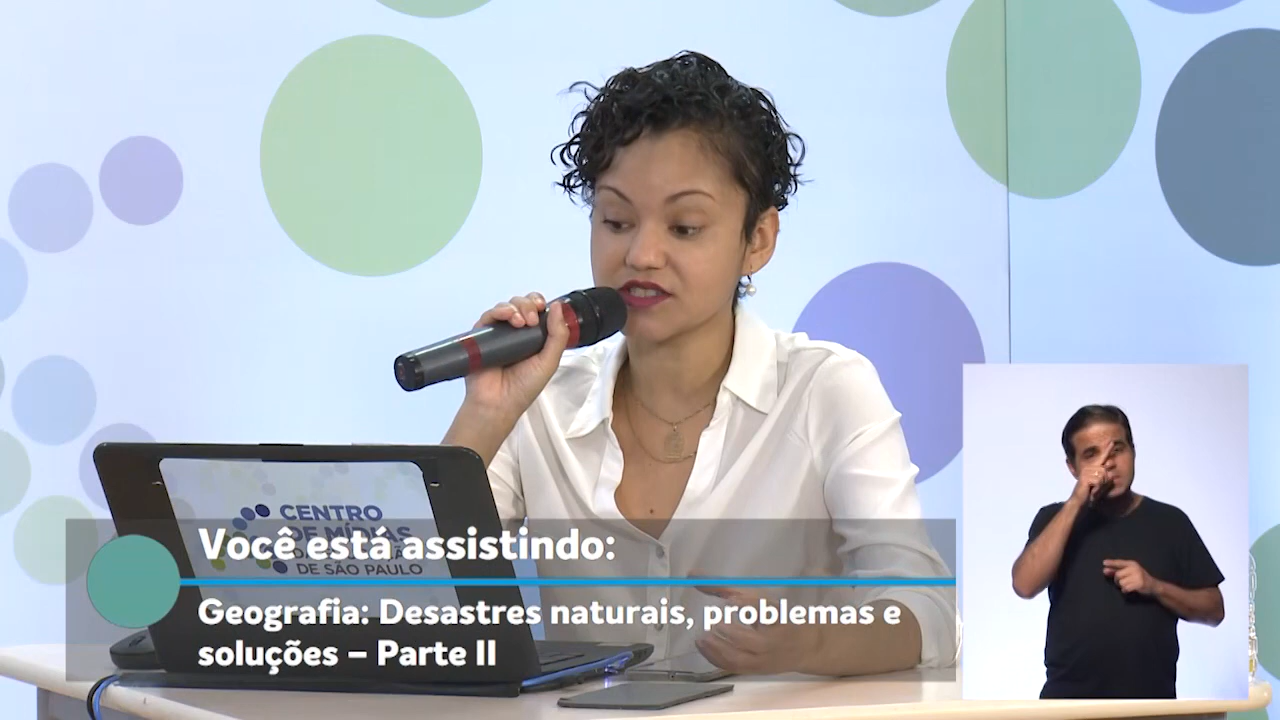 CENTRO
DE MÍDIAS
DE SÃO PAULO
Você está assistindo:
Geografia: Desastres naturais, problemas e
soluções – Parte II